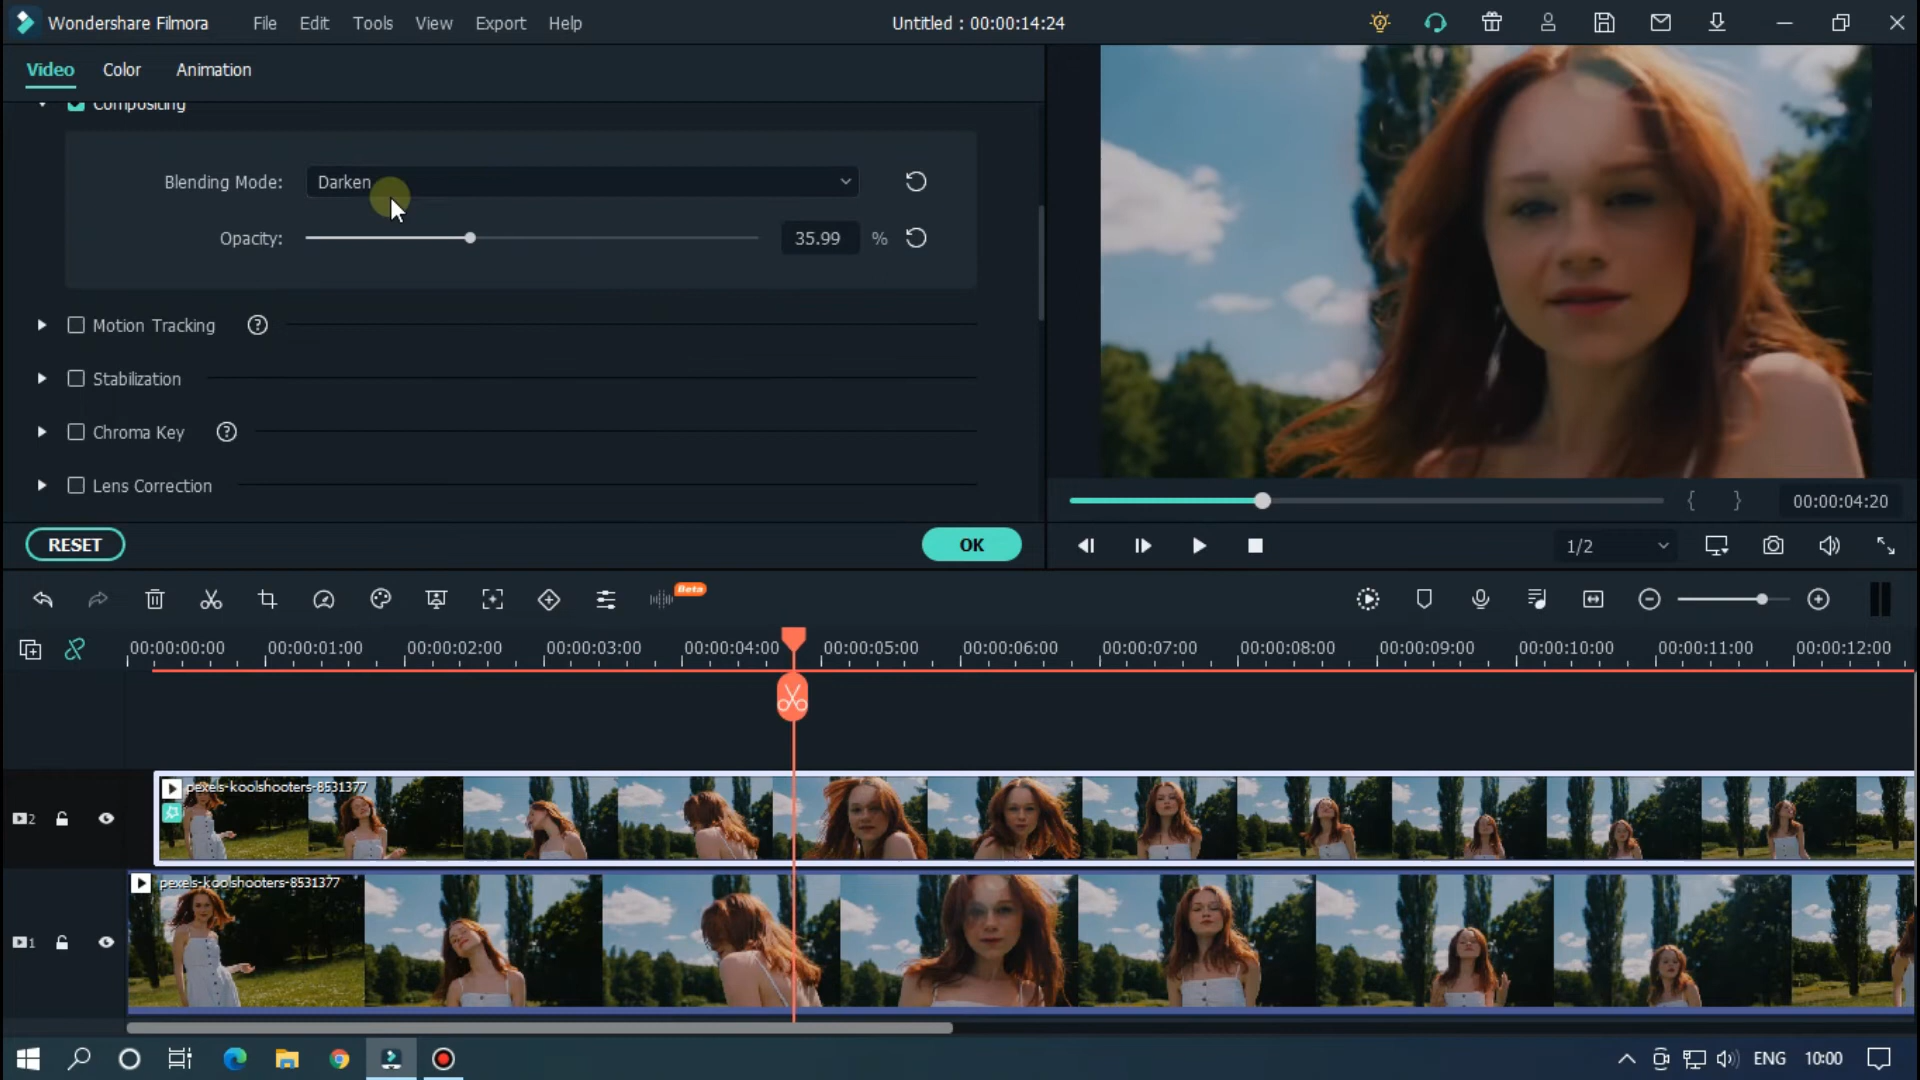 Wondershare Filmora File Edit Tools View Export Help Untitled : 00:00:14:24
Video Color Animation
Compositing
Blending Mode: Darken
Opacity: 35.99 %
Motion Tracking ?
Stabilization
Chroma Key ?
Lens Correction
{ } 00:00:04:20
RESET OK 1/2
Beta
00:00:00:00 00:00:01:00 00:00:02:00 00:00:03:00 00:00:04:00 00:00:05:00 00:00:06:00 00:00:07:00 00:00:08:00 00:00:09:00 00:00:10:00 00:00:11:00 00:00:12:00
pexels-koolshooters-8531377
2
pexels-koolshooters-8531377
1
ENG 10:00